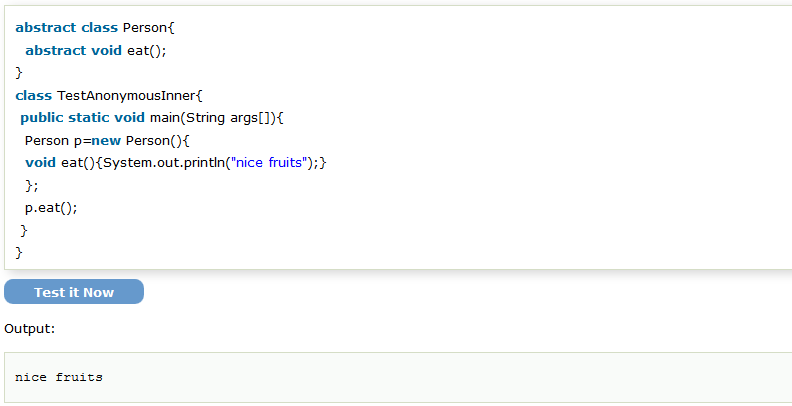 abstract class Person{
abstract void eat();
}
class TestAnonymousInner{
public static void main(String args[]){
Person p=new Person(){
void eat(){System.out.println("nice fruits");}
};
p.eat();
}
}
Test it Now
Output:
nice fruits